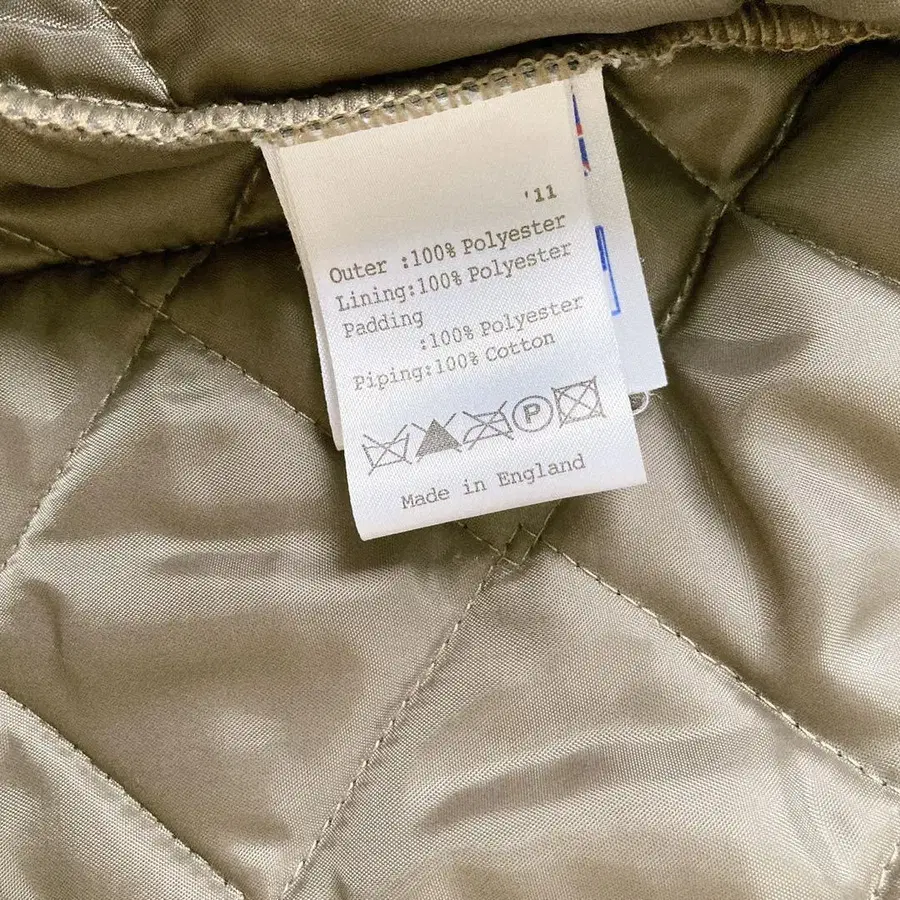 '11
Outer :100% Polyester
Lining:100% Polyester
Padding
:100% Polyester
Piping:100% Cotton
P
Made in England